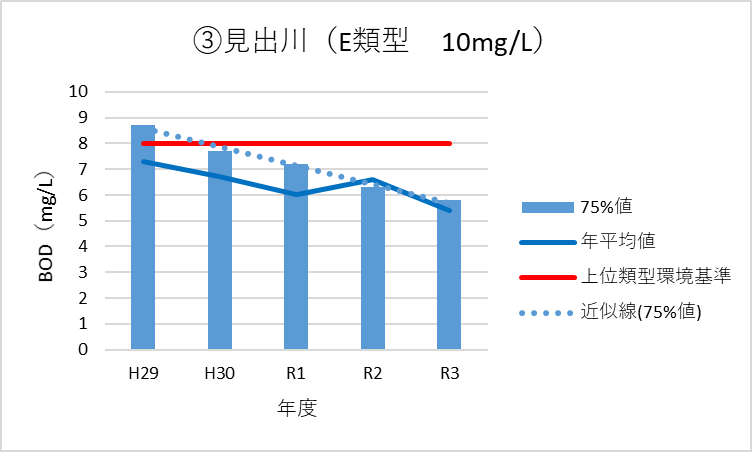 ③見出川（E類型　10mg/L）
10
9
8
7
6
5
4
3
2
1
0
BOD（mg/L）
H29 H30 R1 R2 R3
年度
75%値
年平均値
上位類型環境基準
近似線(75%値)